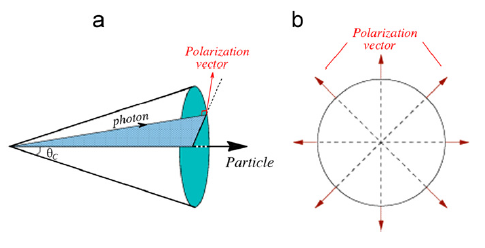 a
b
Polarization
vector
Polarization
vector
photon
θC
Particle